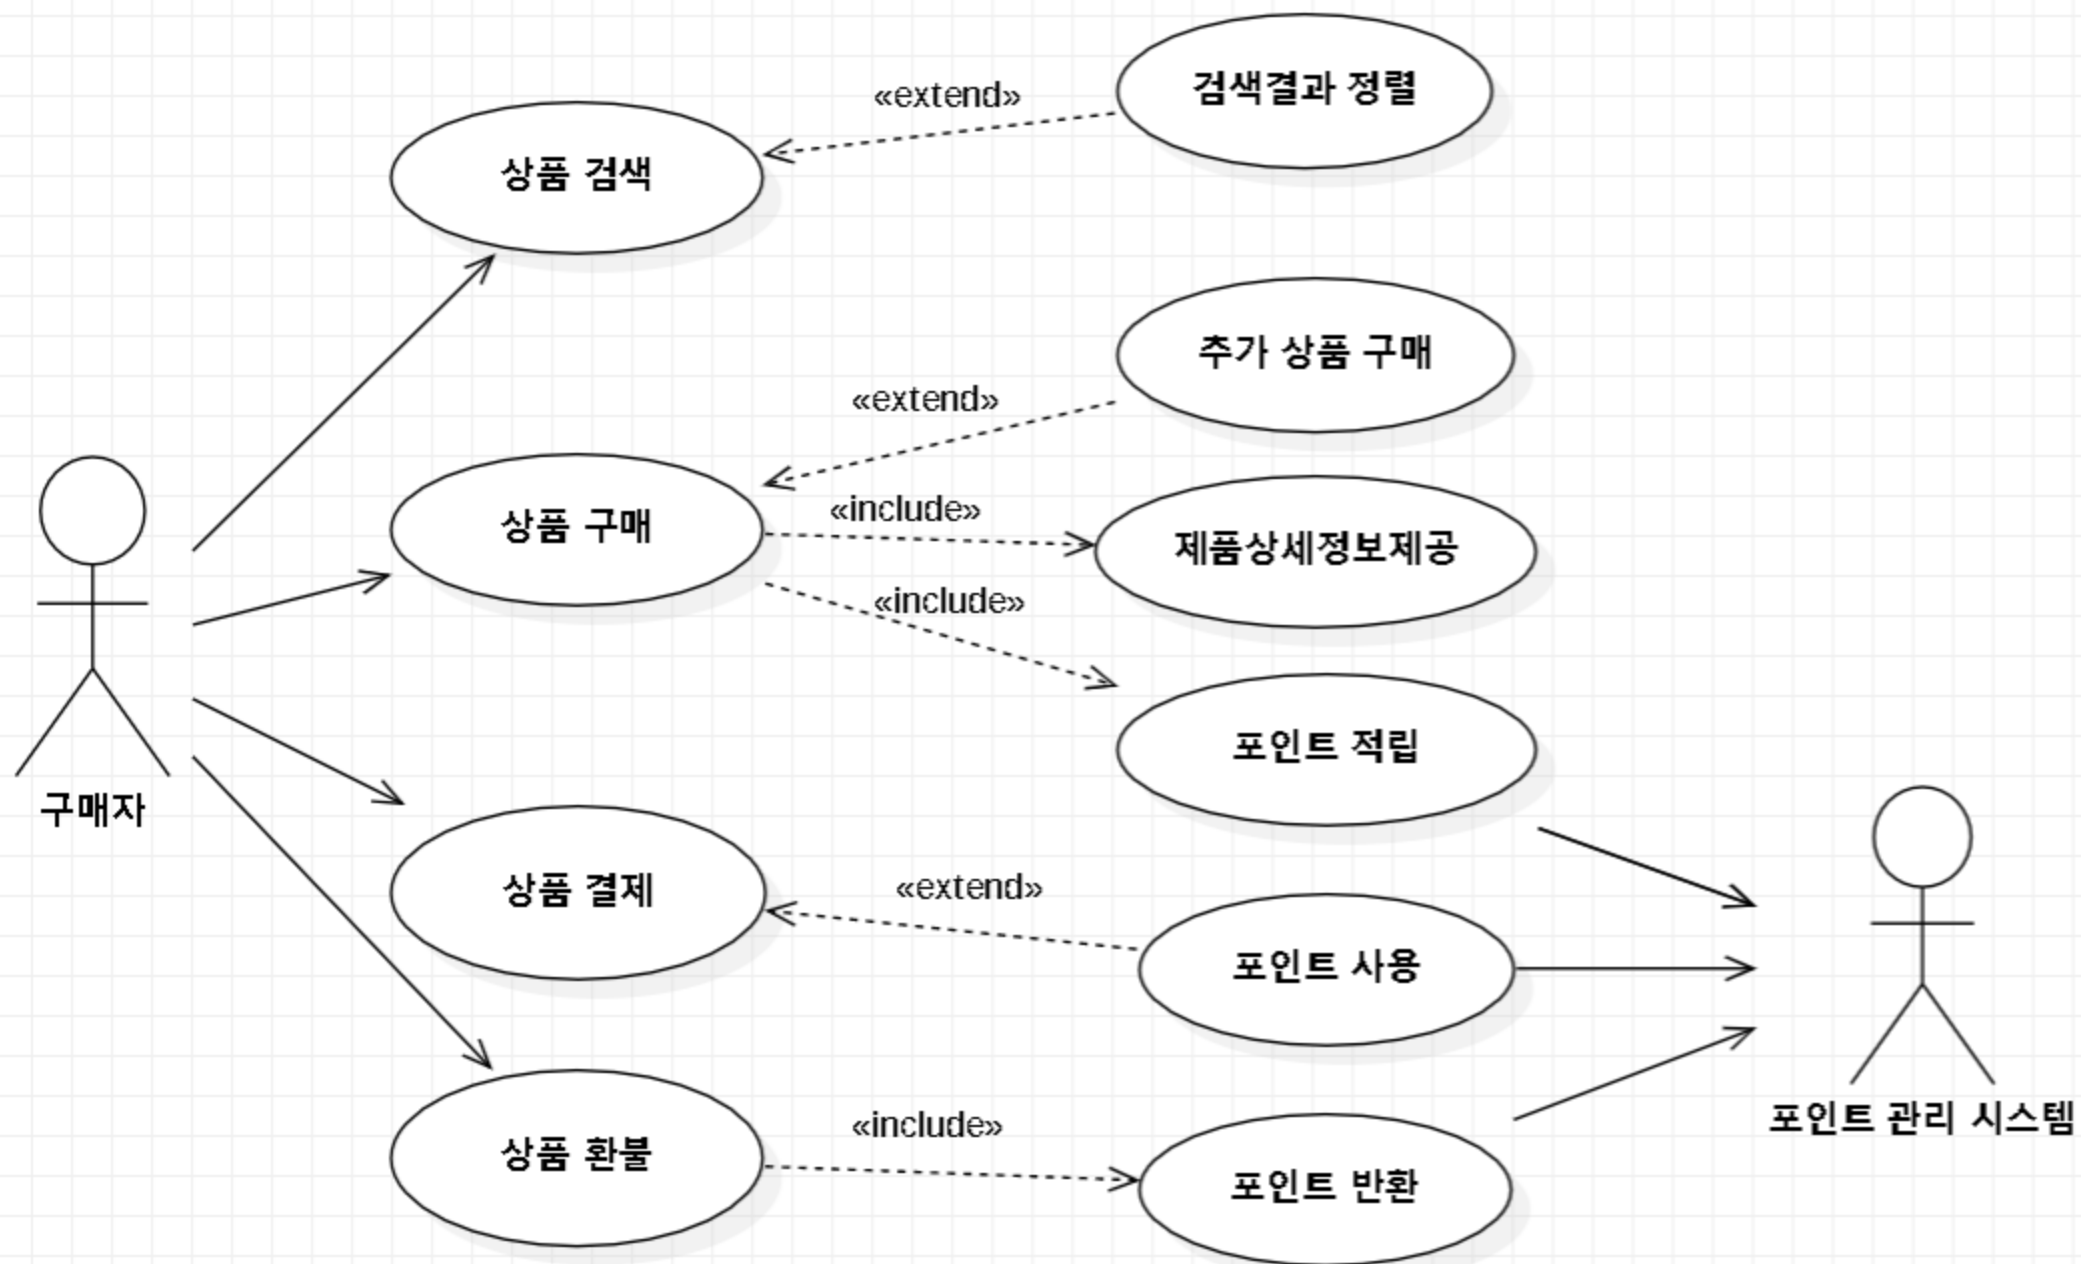 «extend»
검색결과 정렬
상품 검색
추가 상품 구매
«extend»
상품 구매
«include»
제품상세정보제공
«include»
포인트 적립
구매자
상품 결제
«extend»
포인트 사용
포인트 관리 시스템
«include»
상품 환불
포인트 반환